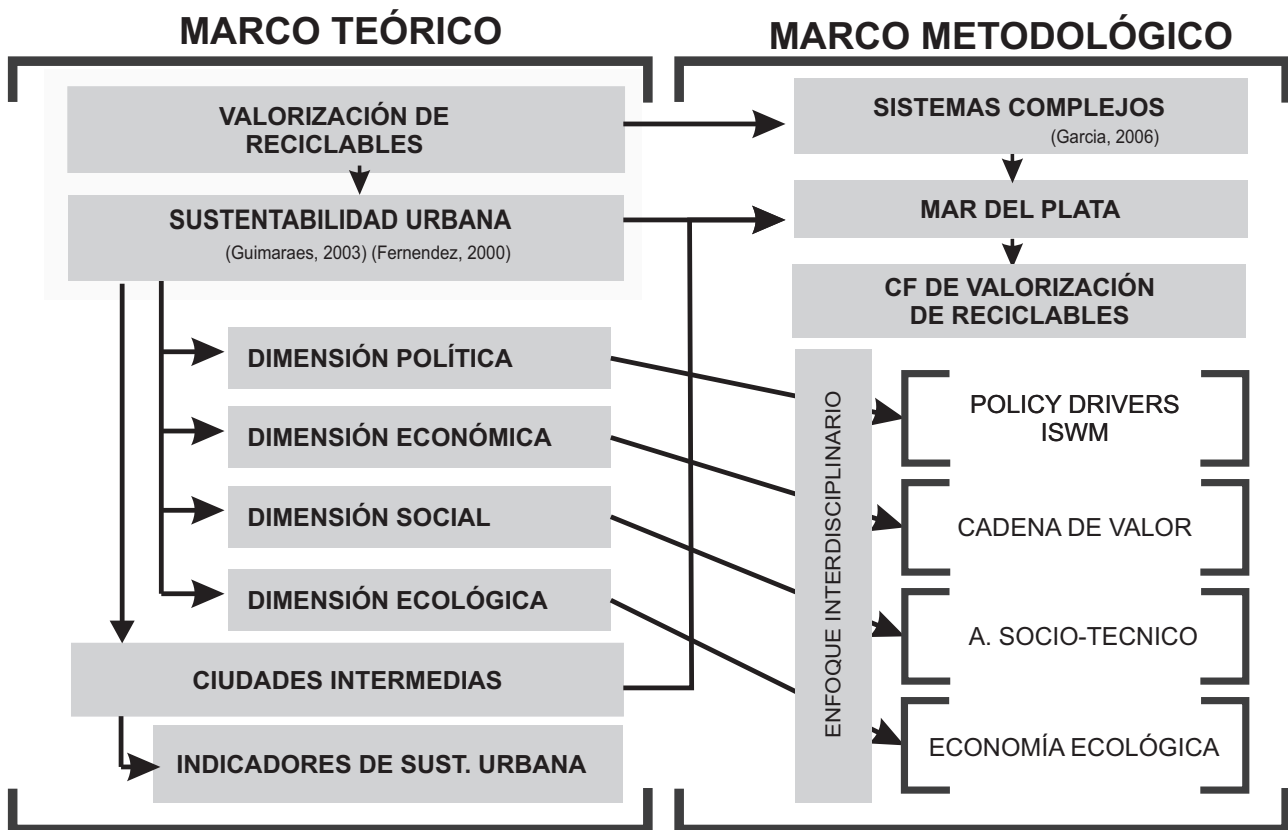 MARCO TEÓRICO
VALORIZACIÓN DE
RECICLABLES
SUSTENTABILIDAD URBANA
(Guimaraes, 2003) (Fernendez, 2000)
DIMENSIÓN POLÍTICA
DIMENSIÓN ECONÓMICA
DIMENSIÓN SOCIAL
DIMENSIÓN ECOLÓGICA
CIUDADES INTERMEDIAS
INDICADORES DE SUST. URBANA
MARCO METODOLÓGICO
SISTEMAS COMPLEJOS
(Garcia, 2006)
MAR DEL PLATA
CF DE VALORIZACIÓN
DE RECICLABLES
ENFOQUE INTERDISCIPLINARIO
POLICY DRIVERS
ISWM
CADENA DE VALOR
A. SOCIO-TECNICO
ECONOMÍA ECOLÓGICA